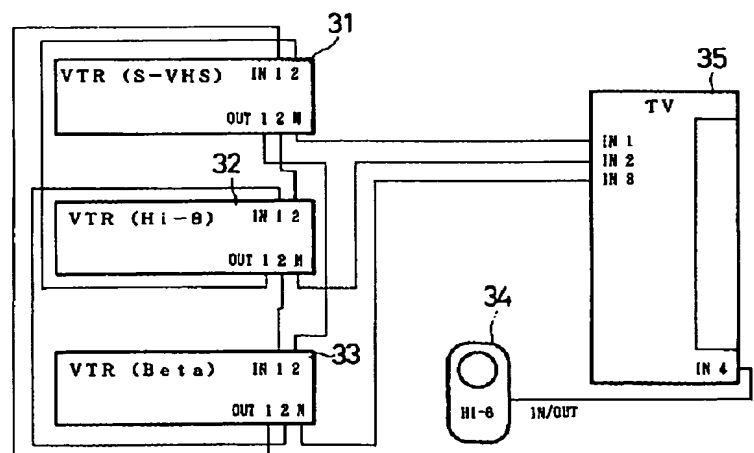 31
VTR (S-VHS) IN 1 2
OUT 1 2 M
32
VTR (Hi-8) IN 1 2
OUT 1 2 M
33
VTR (Beta) IN 1 2
OUT 1 2 M
34
Hi-8 IN/OUT
35
TV
IN 1
IN 2
IN 3
IN 4